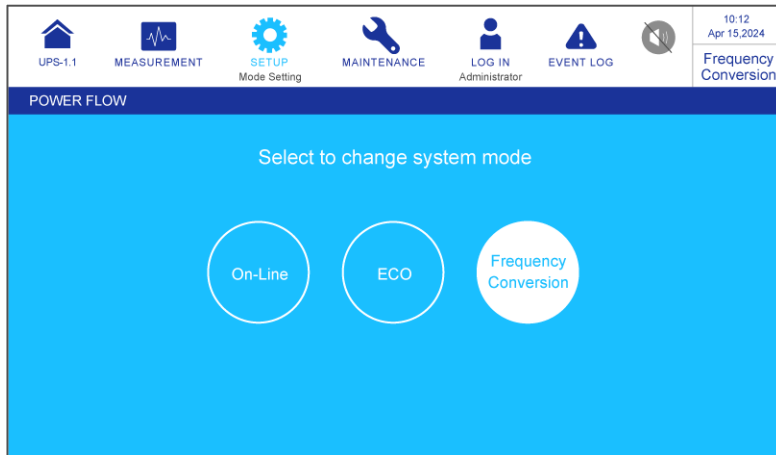 10:12
Apr 15,2024
UPS-1.1
MEASUREMENT
SETUP
Mode Setting
MAINTENANCE
LOG IN
Administrator
EVENT LOG
Frequency
Conversion
POWER FLOW
Select to change system mode
On-Line
ECO
Frequency
Conversion